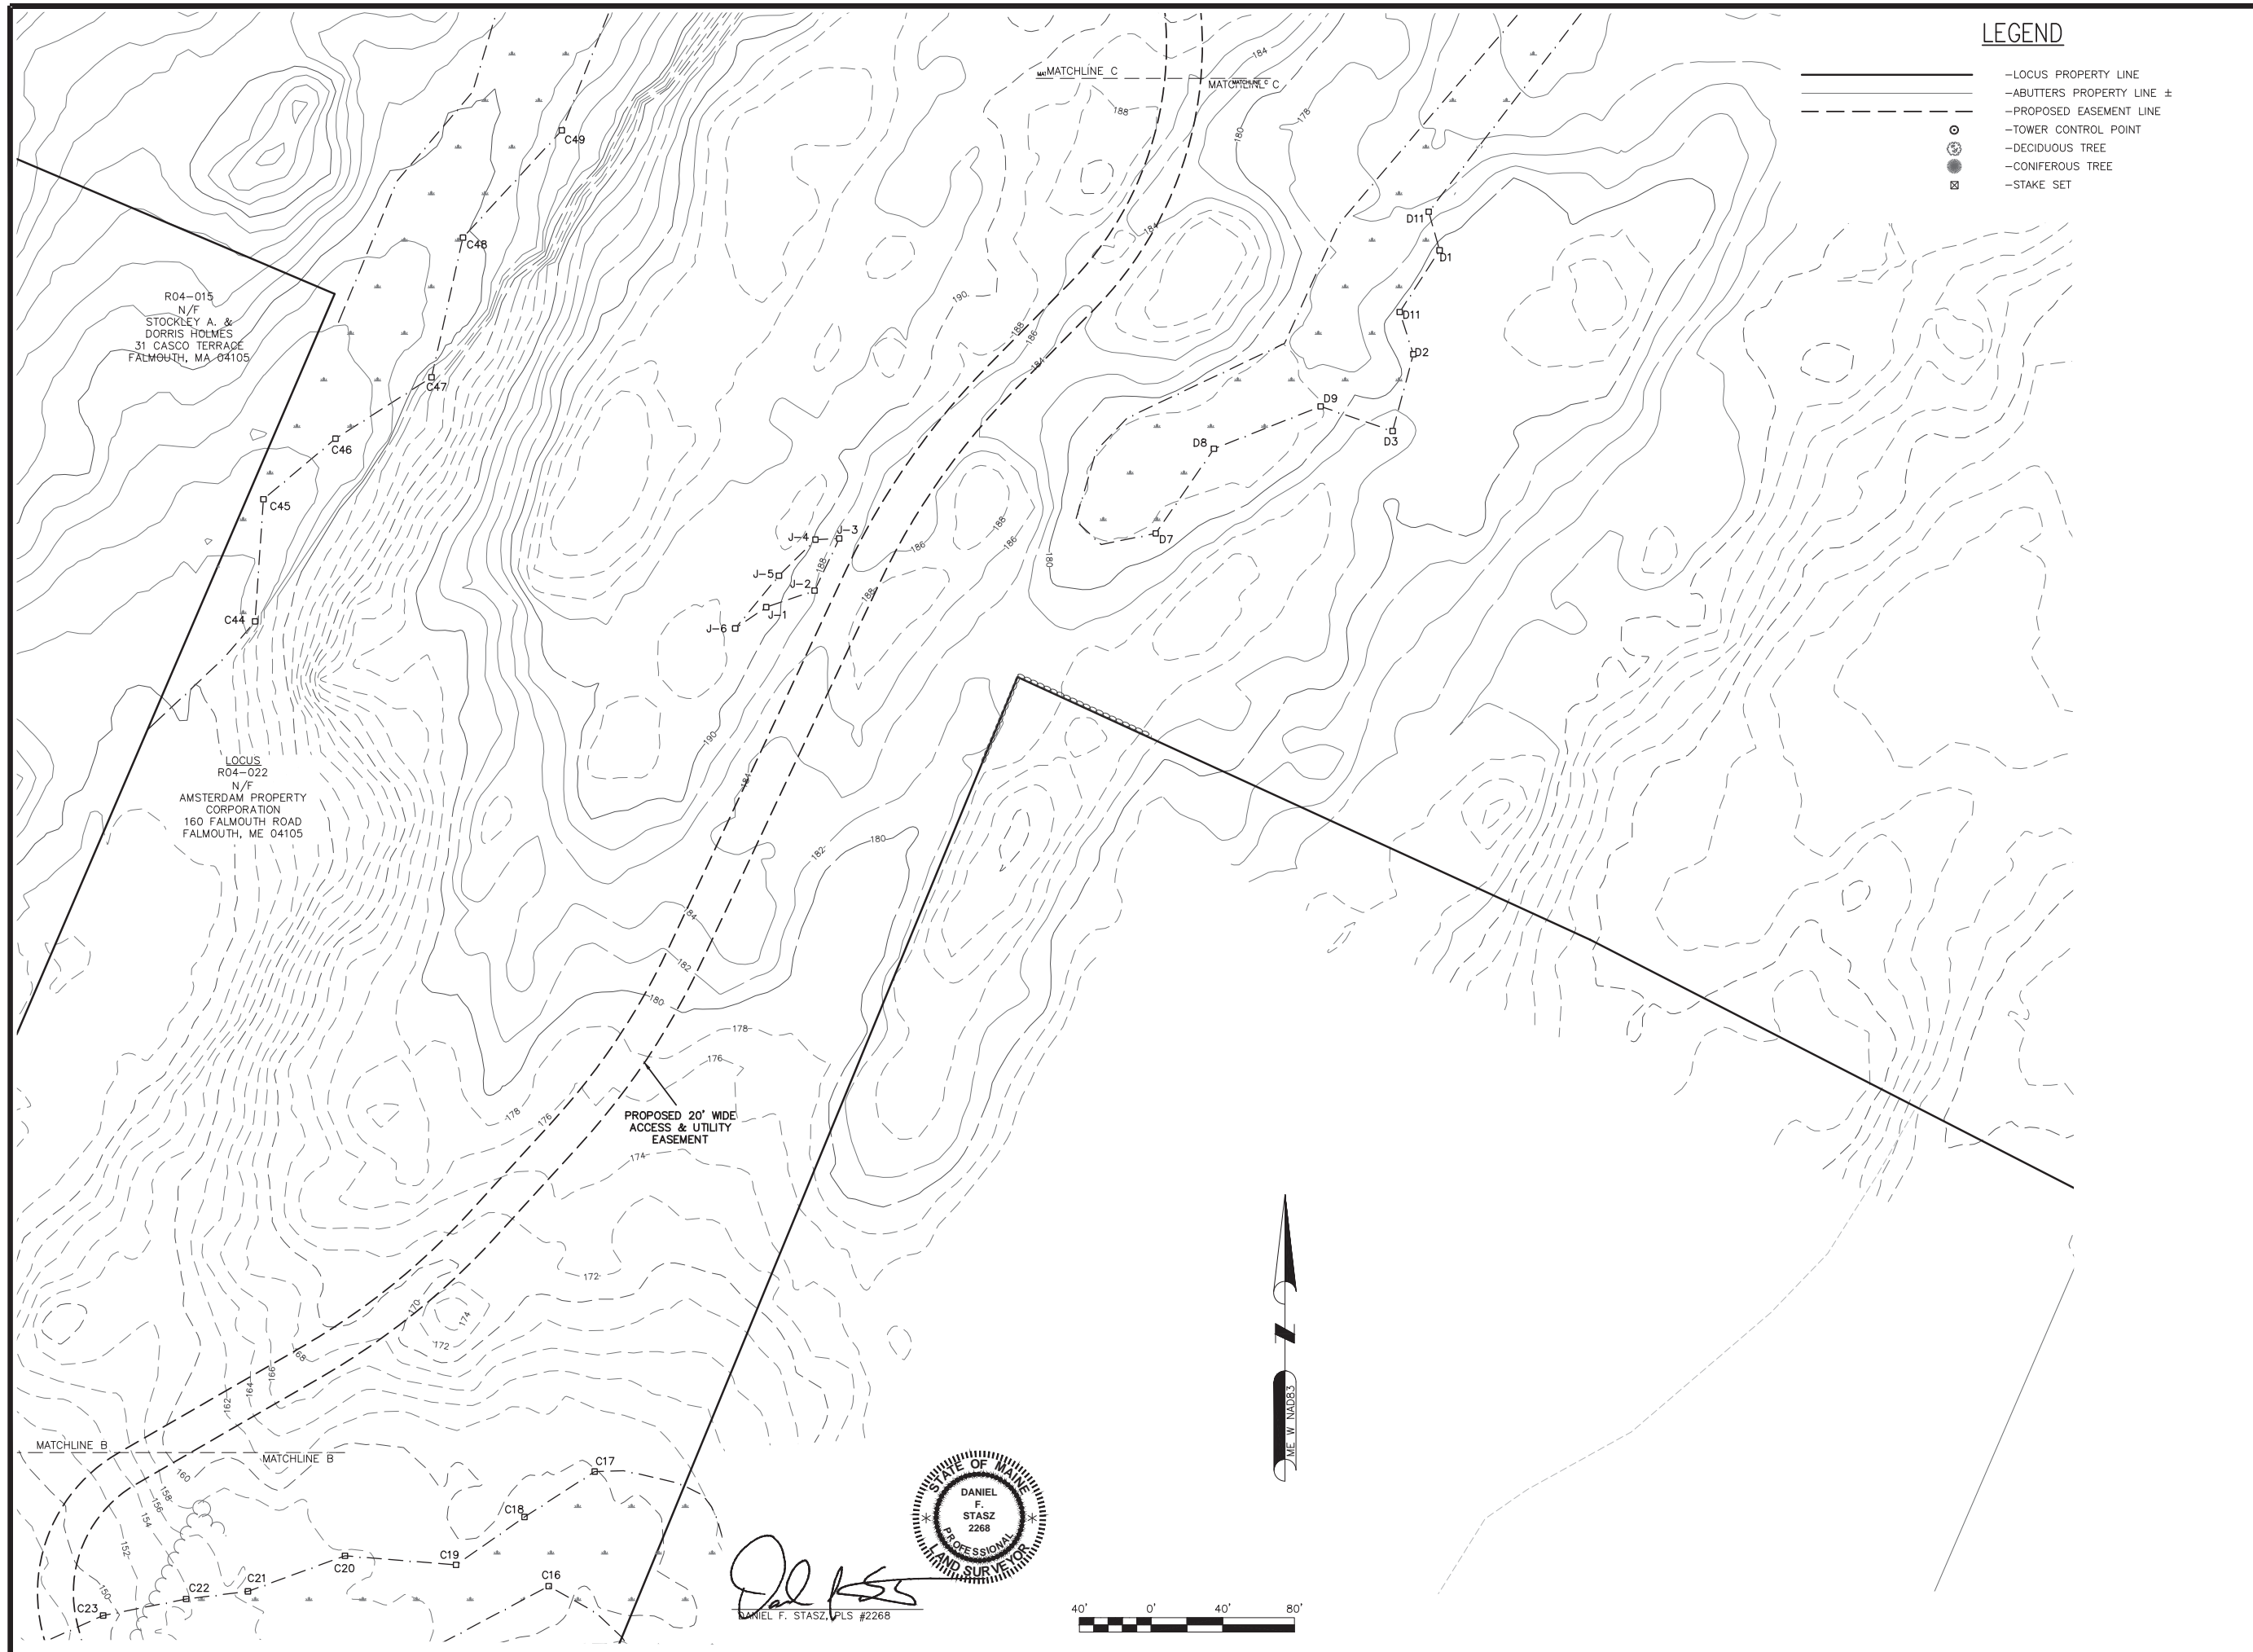 LEGEND
-LOCUS PROPERTY LINE
-ABUTTERS PROPERTY LINE ±
-PROPOSED EASEMENT LINE
-TOWER CONTROL POINT
-DECIDUOUS TREE
-CONIFEROUS TREE
-STAKE SET
MATCHLINE C
MATCHLINE C
MATCHLINE C
184
188
178
180
C49
C48
D11
D1
184
190
188
186
184
R04-015
N/F
STOCKLEY A. &
DORRIS HOLMES
31 CASCO TERRACE
FALMOUTH, MA 04105
D11
D2
C47
D9
D3
D8
C46
C45
D7
188
186
186
180
J-3
J-4
188
J-5
J-2
188
J-1
J-6
C44
190
184
LOCUS
R04-022
N/F
AMSTERDAM PROPERTY
CORPORATION
160 FALMOUTH ROAD
FALMOUTH, ME 04105
182
180
184
182
180
178
176
178
176
PROPOSED 20' WIDE
ACCESS & UTILITY
EASEMENT
174
172
170
174
172
168
166
164
162
MATCHLINE B
MATCHLINE B
160
158
156
154
152
150
C17
C18
C19
C20
C21
C22
C23
C16
N
ME W NAD83
STATE OF MAINE
DANIEL
F.
STASZ
2268
PROFESSIONAL
LAND SURVEYOR
DANIEL F. STASZ, PLS #2268
40' 0' 40' 80'